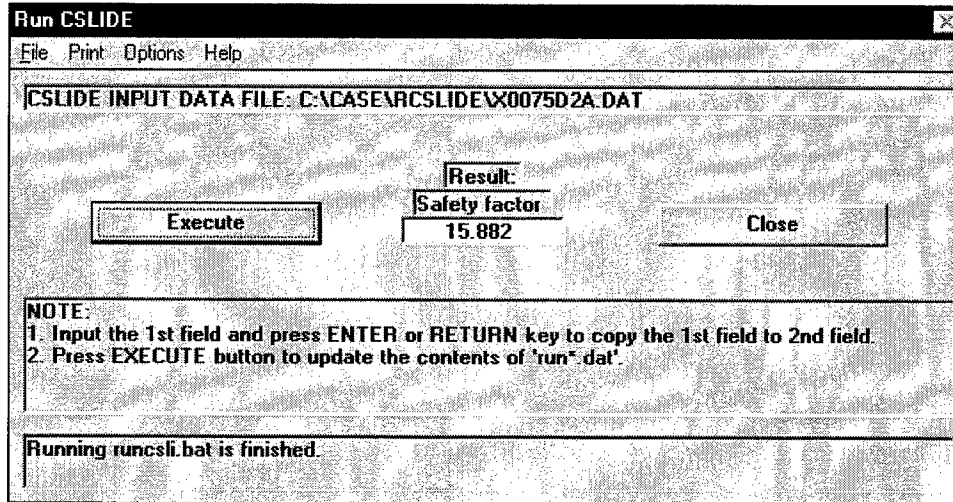 Run CSLIDE
File Print Options Help
CSLIDE INPUT DATA FILE: C:\CASE\RCSLIDE\X0075D2A.DAT
Result:
Safety factor
Execute
15.882
Close
NOTE:
1. Input the 1st field and press ENTER or RETURN key to copy the 1st field to 2nd field.
2. Press EXECUTE button to update the contents of 'run*.dat'.
Running runcsli.bat is finished.